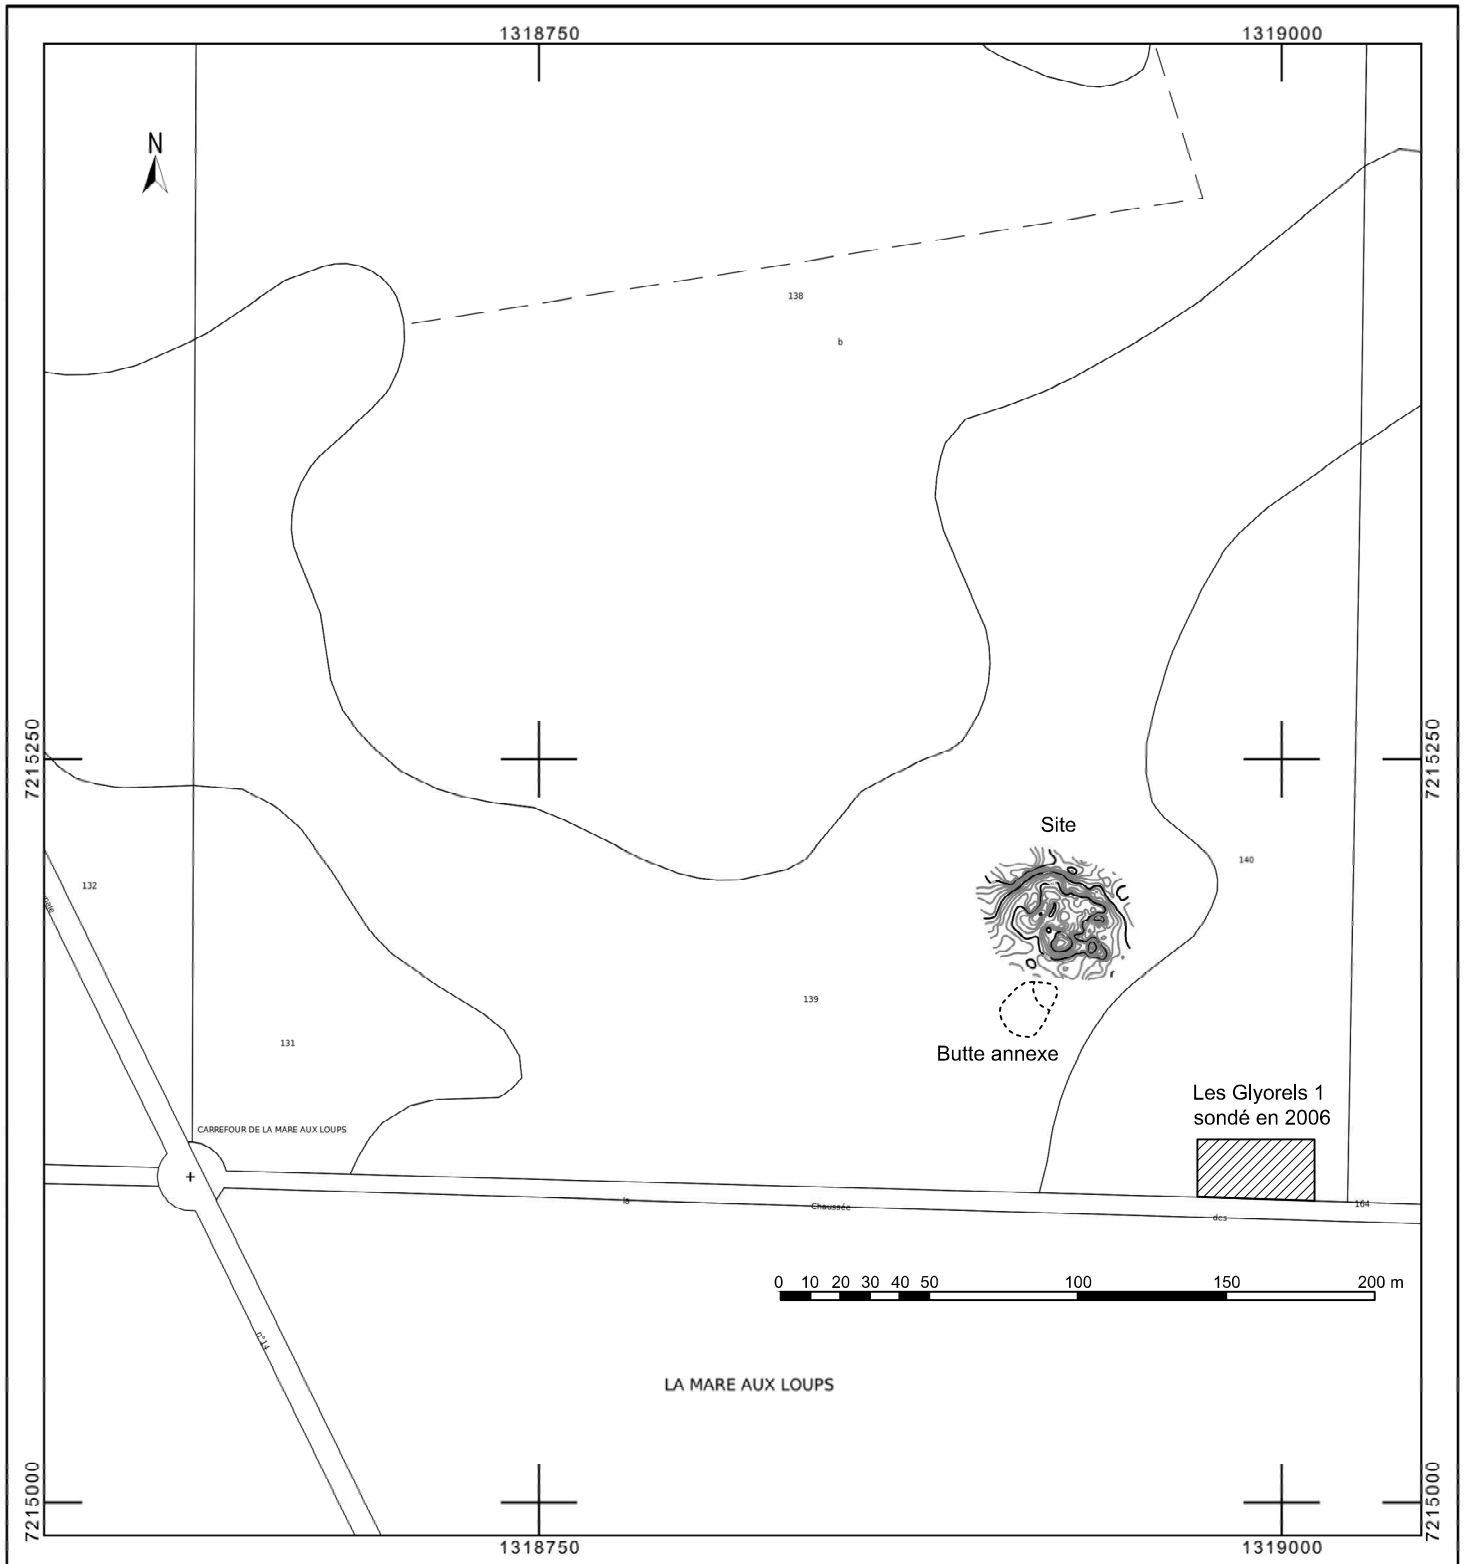 1318750
1319000
N
138
b
7215250
7215250
Site
132
140
139
131
Butte annexe
Les Glyorels 1
sondé en 2006
CARREFOUR DE LA MARE AUX LOUPS
la
Chaussée
des
164
0 10 20 30 40 50 100 150 200 m
n°14
LA MARE AUX LOUPS
7215000
7215000
1318750
1319000